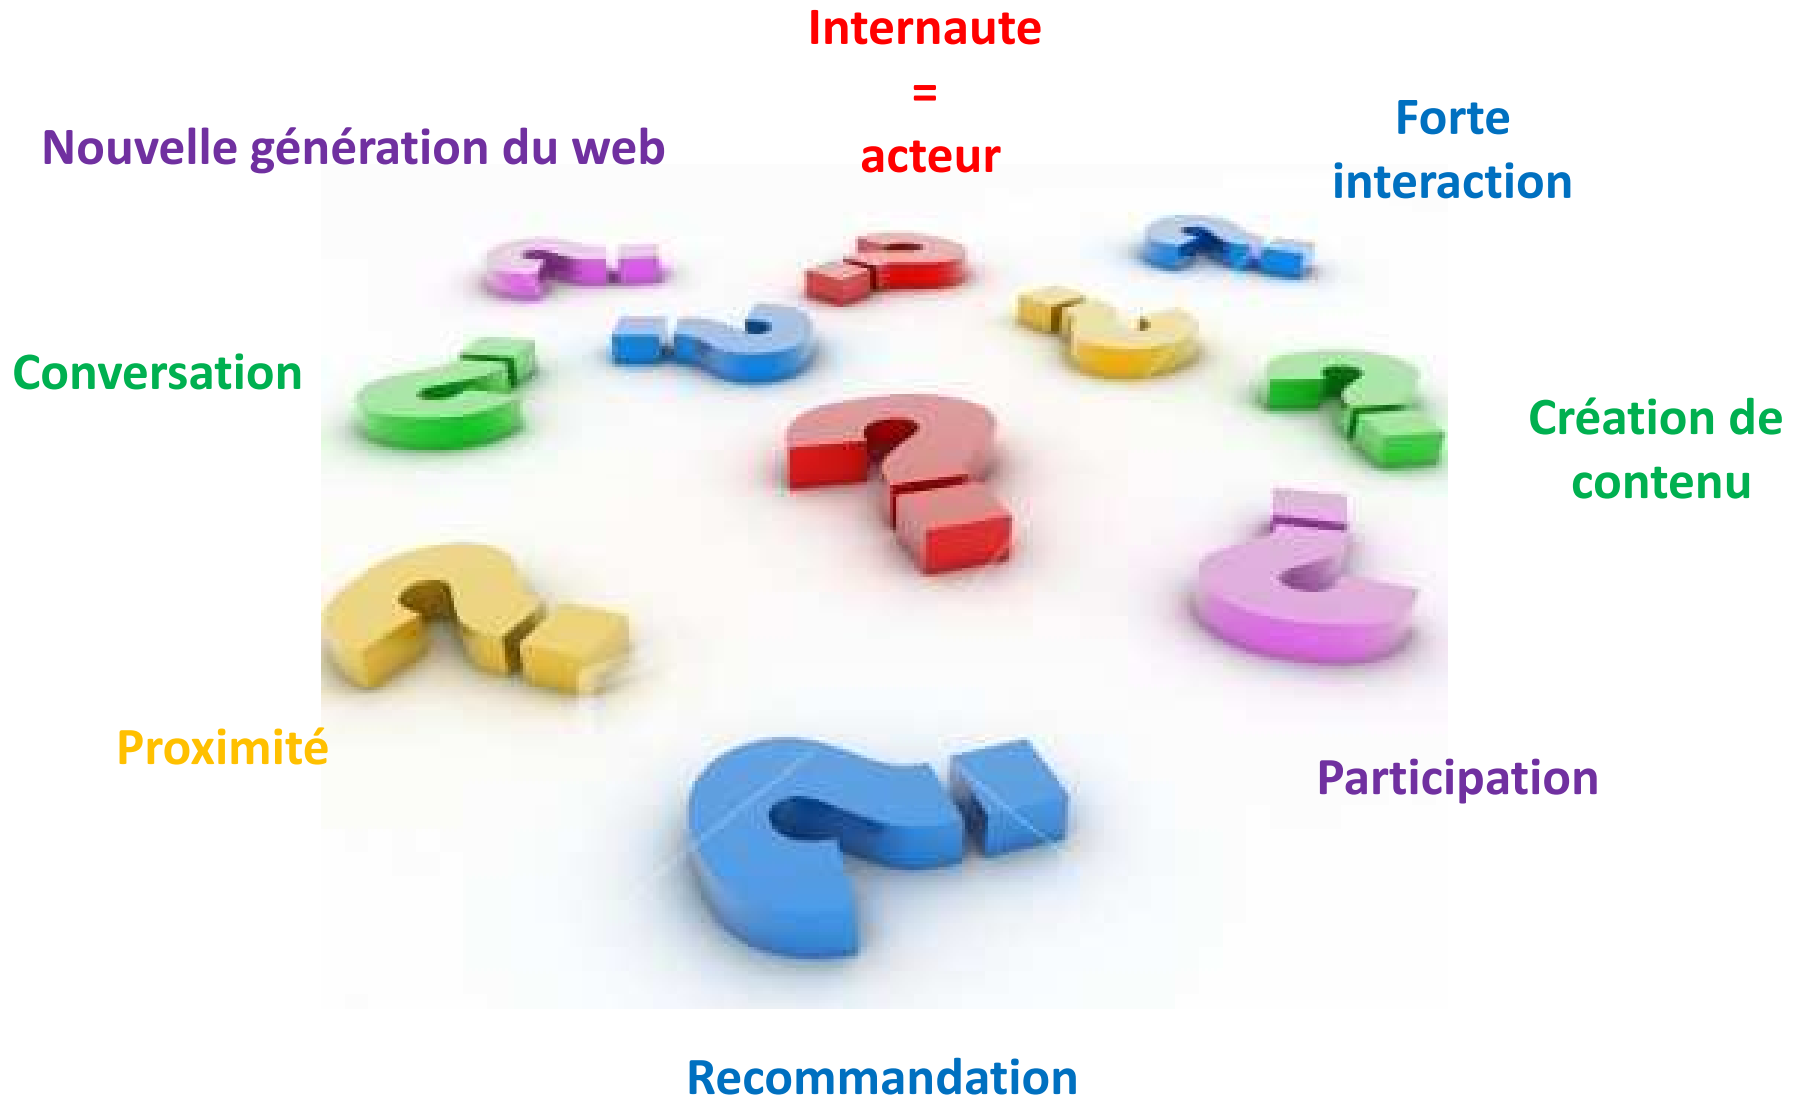 Internaute
=
acteur
Nouvelle génération du web
Forte
interaction
Conversation
Création de
contenu
Proximité
Participation
Recommandation